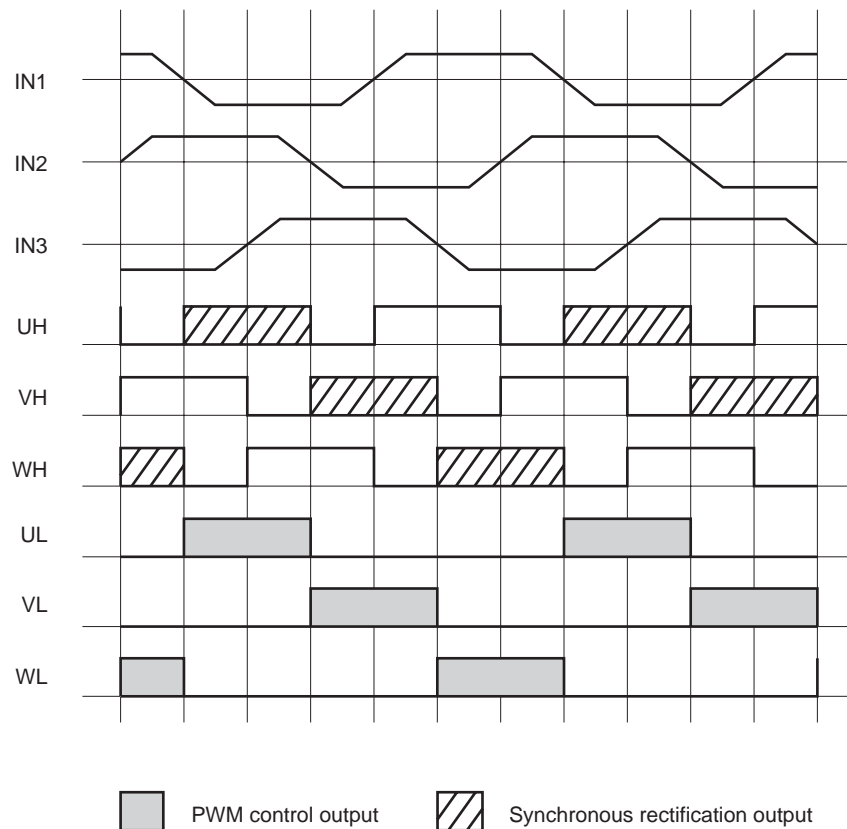 IN1
IN2
IN3
UH
VH
WH
UL
VL
WL
PWM control output
Synchronous rectification output